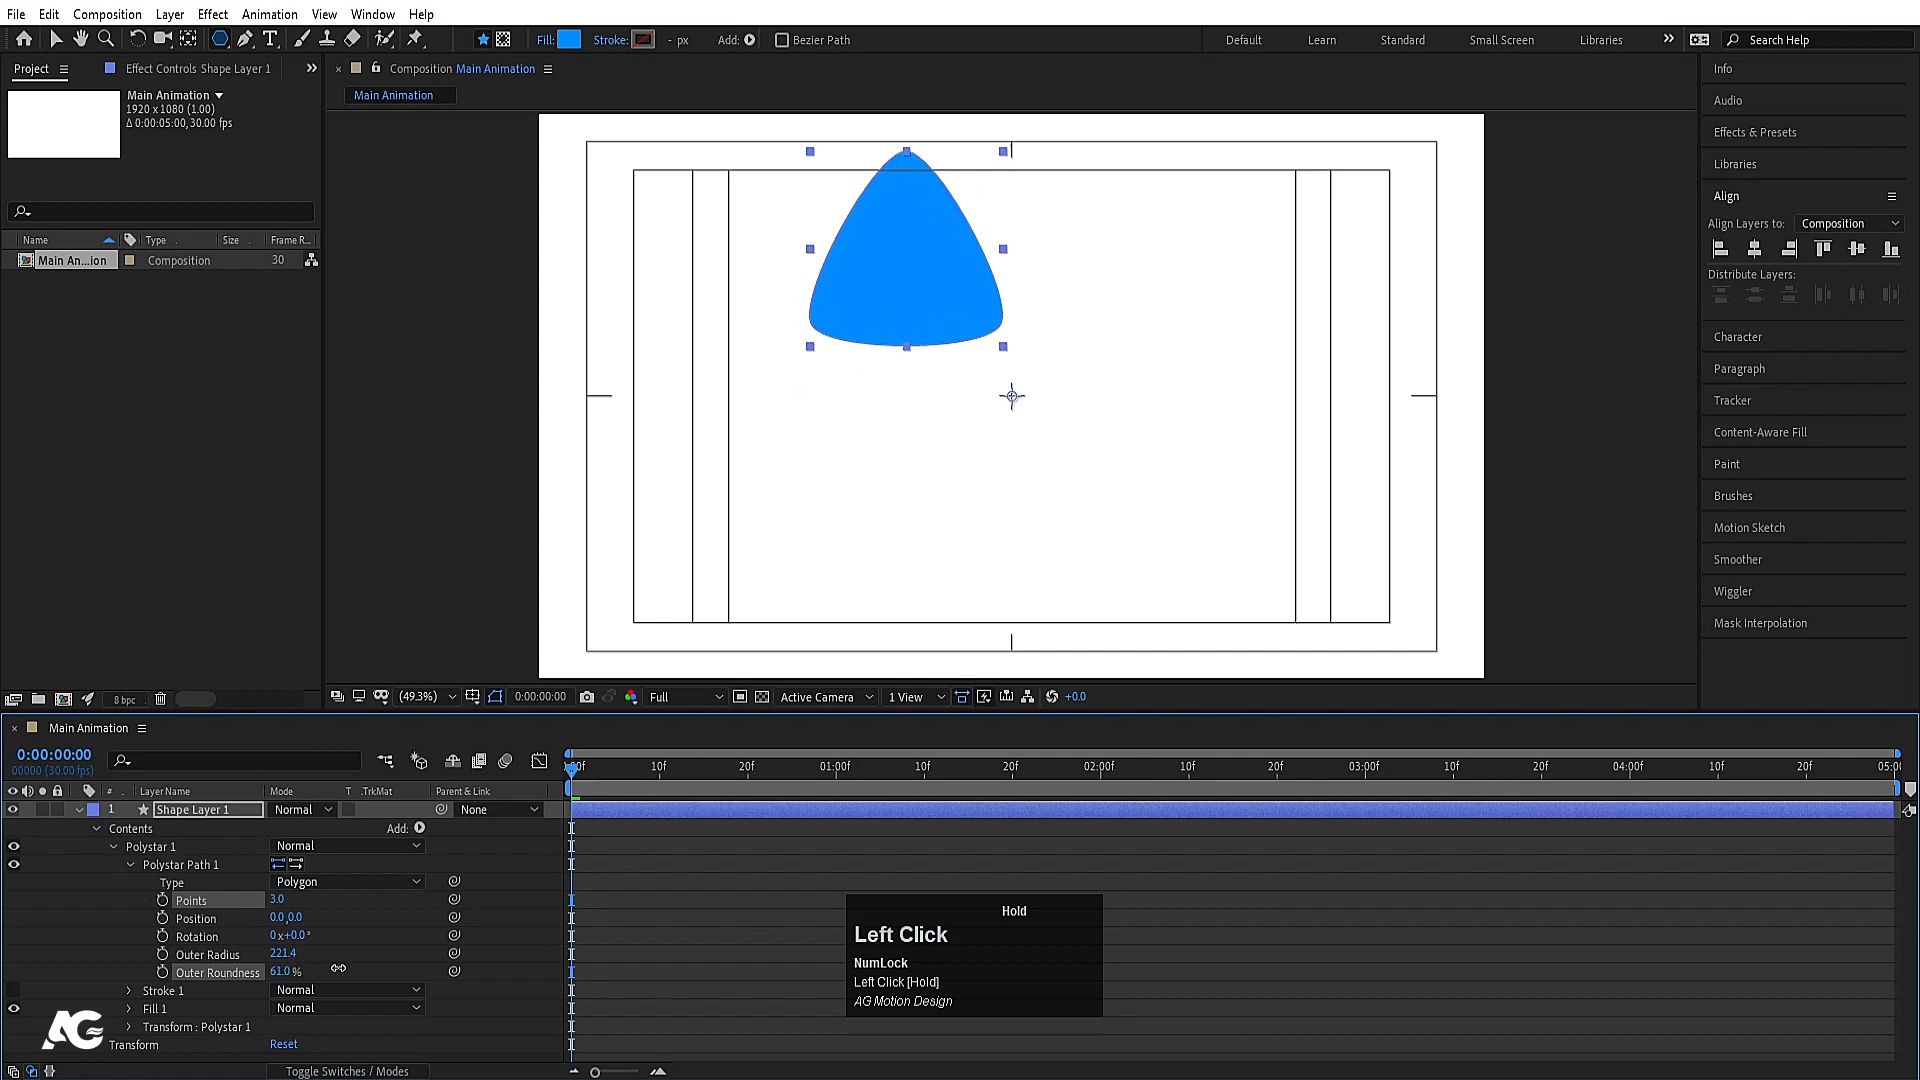 File Edit Composition Layer Effect Animation View Window Help
Fill: Stroke: - px Add: Bezier Path Default Learn Standard Small Screen Libraries Search Help
Project Effect Controls Shape Layer 1
Composition Main Animation
Main Animation
Main Animation
1920 x 1080 (1.00)
Δ 0:00:05:00, 30.00 fps
Name Type Size Frame R...
Main An...ion Composition 30
8 bpc
(49.3%) 0:00:00:00 Full Active Camera 1 View +0.0
Info
Audio
Effects & Presets
Libraries
Align
Align Layers to: Composition
Distribute Layers:
Character
Paragraph
Tracker
Content-Aware Fill
Paint
Brushes
Motion Sketch
Smoother
Wiggler
Mask Interpolation
Main Animation
0:00:00:00
00000 (30.00 fps)
10f 20f 01:00f 10f 20f 02:00f 10f 20f 03:00f 10f 20f 04:00f 10f 20f
# Layer Name Mode T .TrkMat Parent & Link
1 Shape Layer 1 Normal None
Contents Add:
Polystar 1 Normal
Polystar Path 1
Type Polygon
Points 3.0
Position 0.0,0.0
Rotation 0x+0.0°
Outer Radius 221.4
Outer Roundness 61.0 %
Stroke 1 Normal
Fill 1 Normal
Transform : Polystar 1
Transform Reset
Toggle Switches / Modes
Hold
Left Click
NumLock
Left Click [Hold]
AG Motion Design
AG